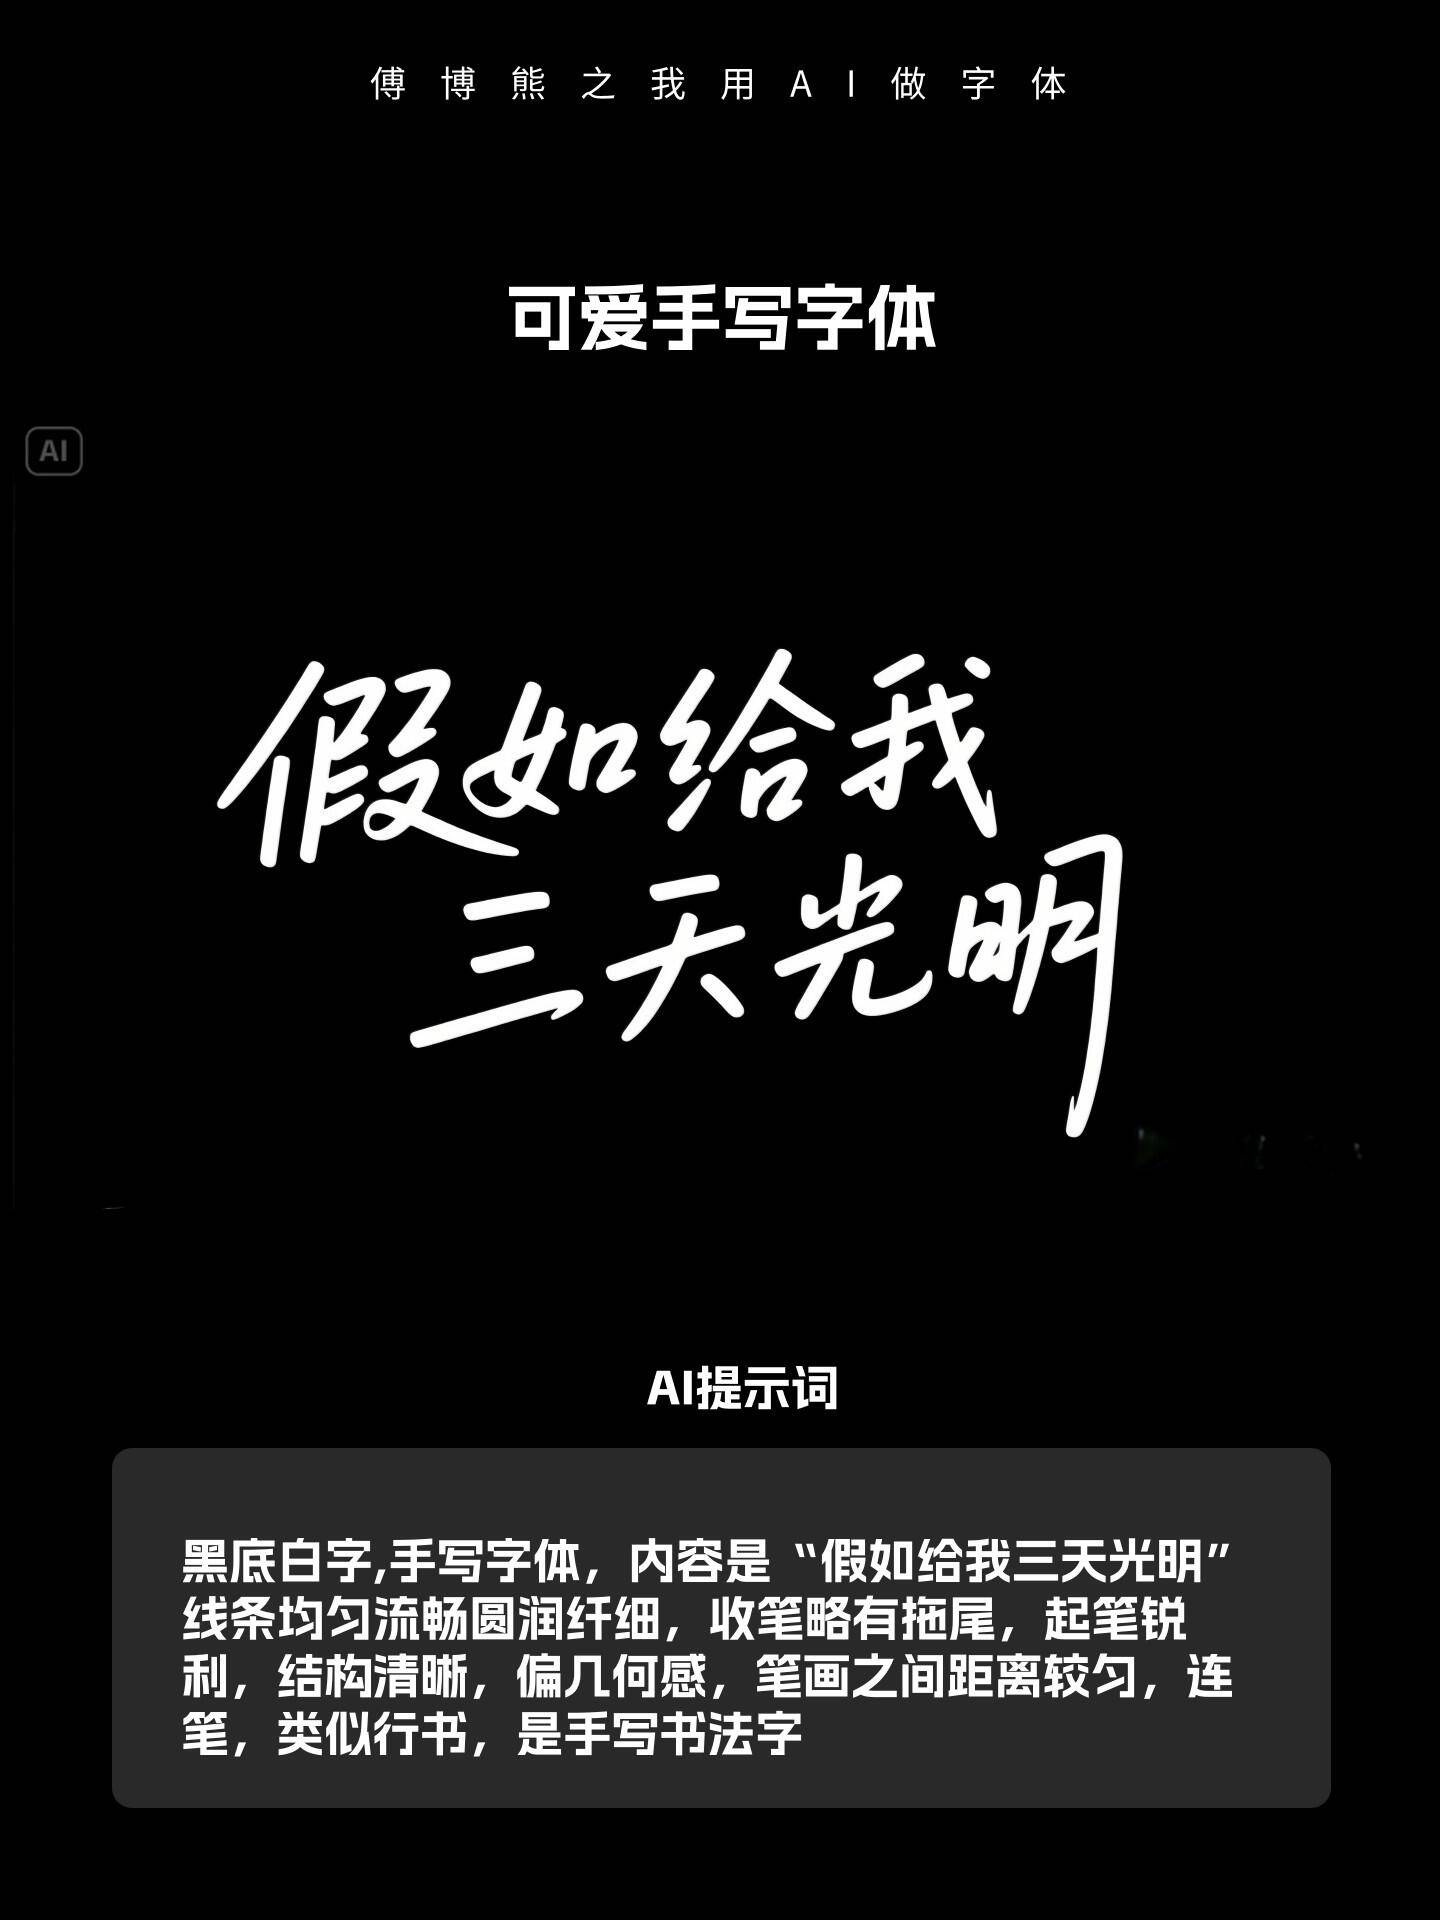 傅博熊之我用AI做字体
可爱手写字体
AI
假如给我
三天光明
AI提示词
黑底白字,手写字体，内容是“假如给我三天光明”
线条均匀流畅圆润纤细，收笔略有拖尾，起笔锐
利，结构清晰，偏几何感，笔画之间距离较匀，连
笔，类似行书，是手写书法字